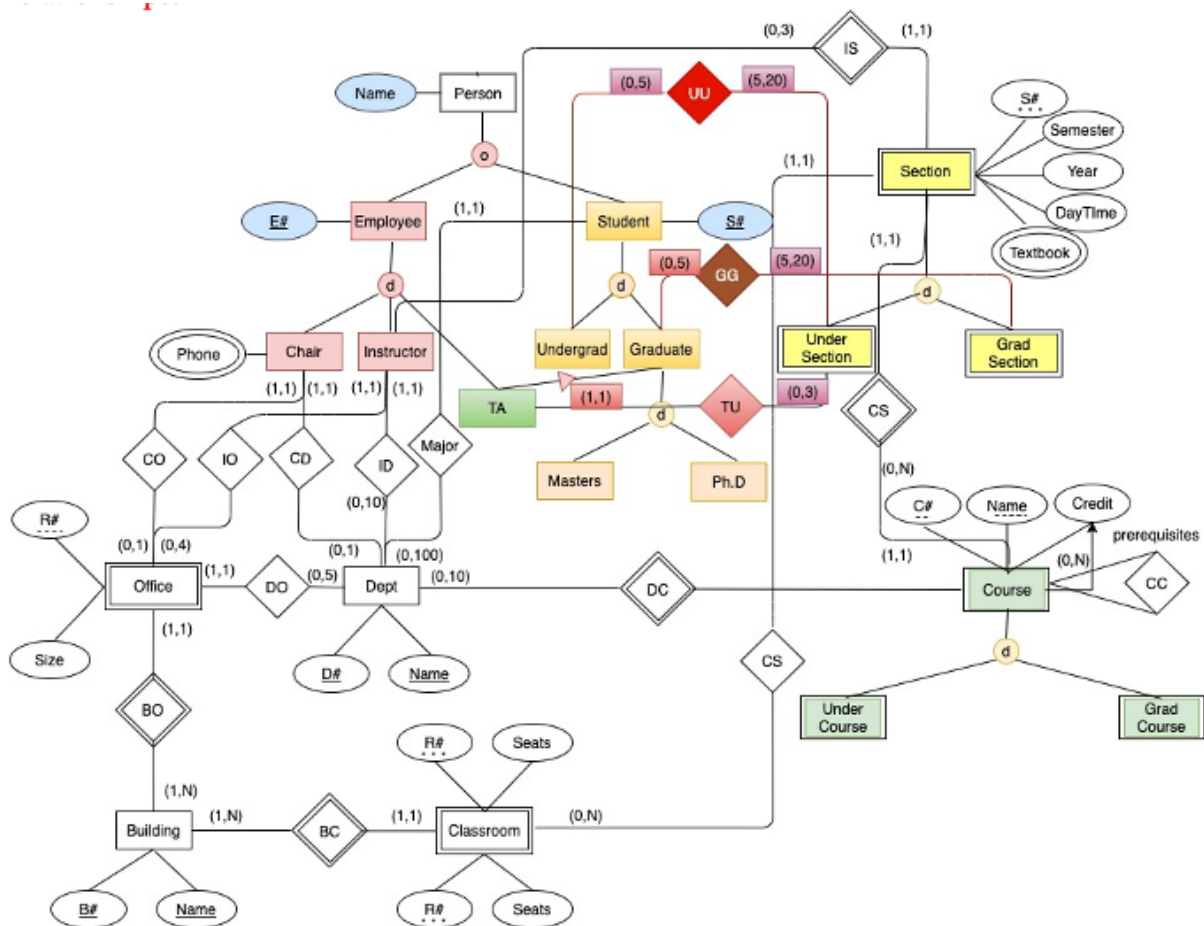 (0,3)
IS
(1,1)
Name
Person
(0,5)
UU
(5,20)
S#
Semester
o
Section
Year
(1,1)
DayTIme
E#
Employee
(1,1)
Student
S#
(1,1)
Textbook
(0,5)
GG
(5,20)
d
d
d
Phone
Chair
Instructor
Undergrad
Graduate
Under
Section
Grad
Section
(1,1)
(1,1)
(1,1)
(1,1)
TA
(1,1)
TU
(0,3)
CS
d
CO
IO
CD
ID
Major
Masters
Ph.D
(0,N)
(0,10)
R#
C#
Name
Credit
prerequisites
(0,1)
(0,4)
(0,1)
(0,100)
(1,1)
(0,N)
Office
(1,1)
DO
(0,5)
Dept
(0,10)
DC
Course
CC
(1,1)
Size
D#
Name
CS
d
BO
Under
Course
Grad
Course
R#
Seats
(1,N)
Building
(1,N)
BC
(1,1)
Classroom
(0,N)
B#
Name
R#
Seats